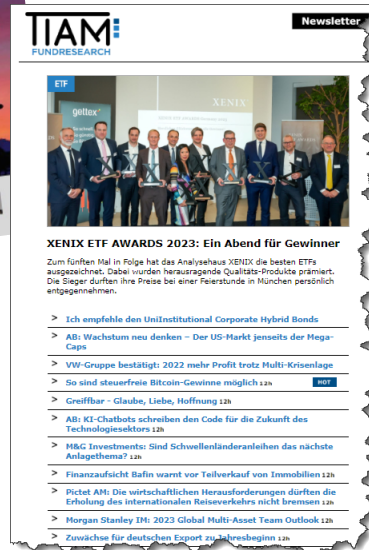 TIAM
FUNDRESEARCH
Newsletter
ETF
gettex
XENIX
XENIX ETF AWARDS 2023: Ein Abend für Gewinner
Zum fünften Mal in Folge hat das Analysehaus XENIX die besten ETFs
ausgezeichnet. Dabei wurden herausragende Qualitäts-Produkte prämiert.
Die Sieger durften ihre Preise bei einer Feierstunde in München persönlich
entgegennehmen.
> Ich empfehle den UniInstitutional Corporate Hybrid Bonds
> AB: Wachstum neu denken – Der US-Markt jenseits der Mega-
Caps
> VW-Gruppe bestätigt: 2022 mehr Profit trotz Multi-Krisenlage
> So sind steuerfreie Bitcoin-Gewinne möglich 12h HOT
> Greiffbar - Glaube, Liebe, Hoffnung 12h
> AB: KI-Chatbots schreiben den Code für die Zukunft des
Technologiesektors 12h
> M&G Investments: Sind Schwellenländeranleihen das nächste
Anlagethema? 12h
> Finanzaufsicht Bafin warnt vor Teilverkauf von Immobilien 12h
> Pictet AM: Die wirtschaftlichen Herausforderungen dürften die
Erholung des internationalen Reiseverkehrs nicht bremsen 12h
> Morgan Stanley IM: 2023 Global Multi-Asset Team Outlook 12h
> Zuwächse für deutschen Export zu Jahresbeginn 12h